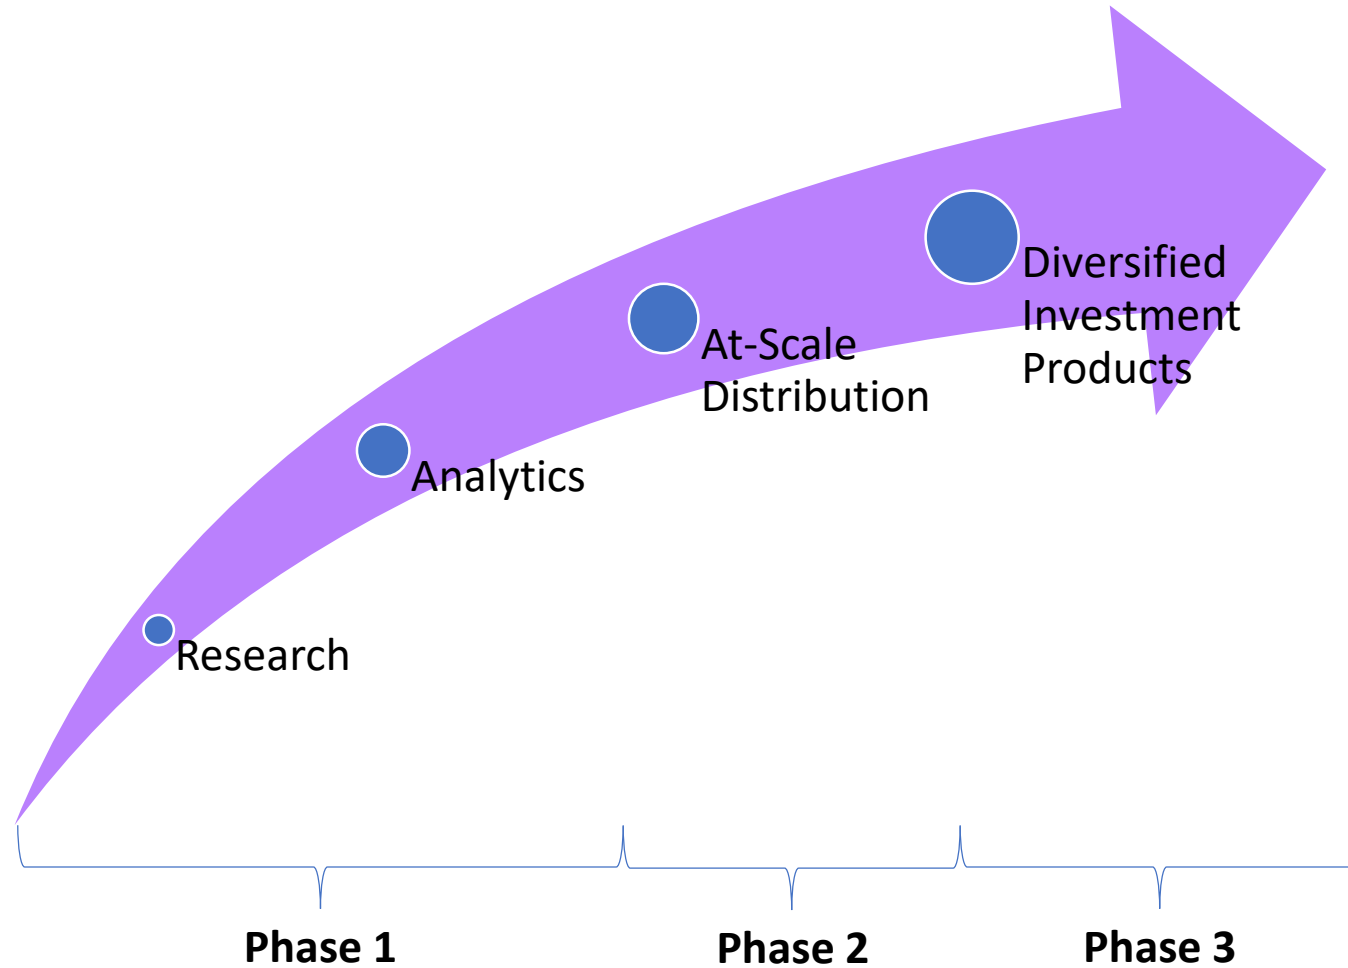 Diversified
Investment
Products
At-Scale
Distribution
Analytics
Research
Phase 1
Phase 2
Phase 3